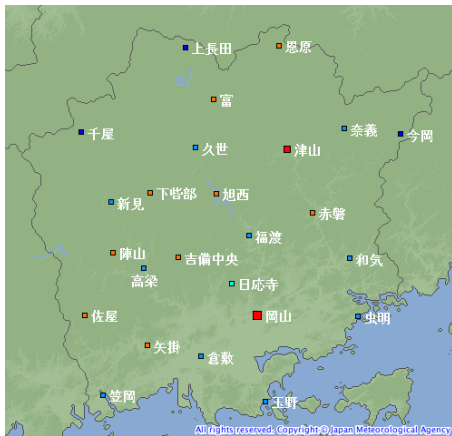 上長田
恩原
富
千屋
久世
津山
奈義
今岡
新見
下呰部
旭西
赤磐
福渡
陣山
吉備中央
和気
高梁
日応寺
佐屋
岡山
虫明
矢掛
倉敷
笠岡
玉野
All rights reserved. Copyright © Japan Meteorological Agency